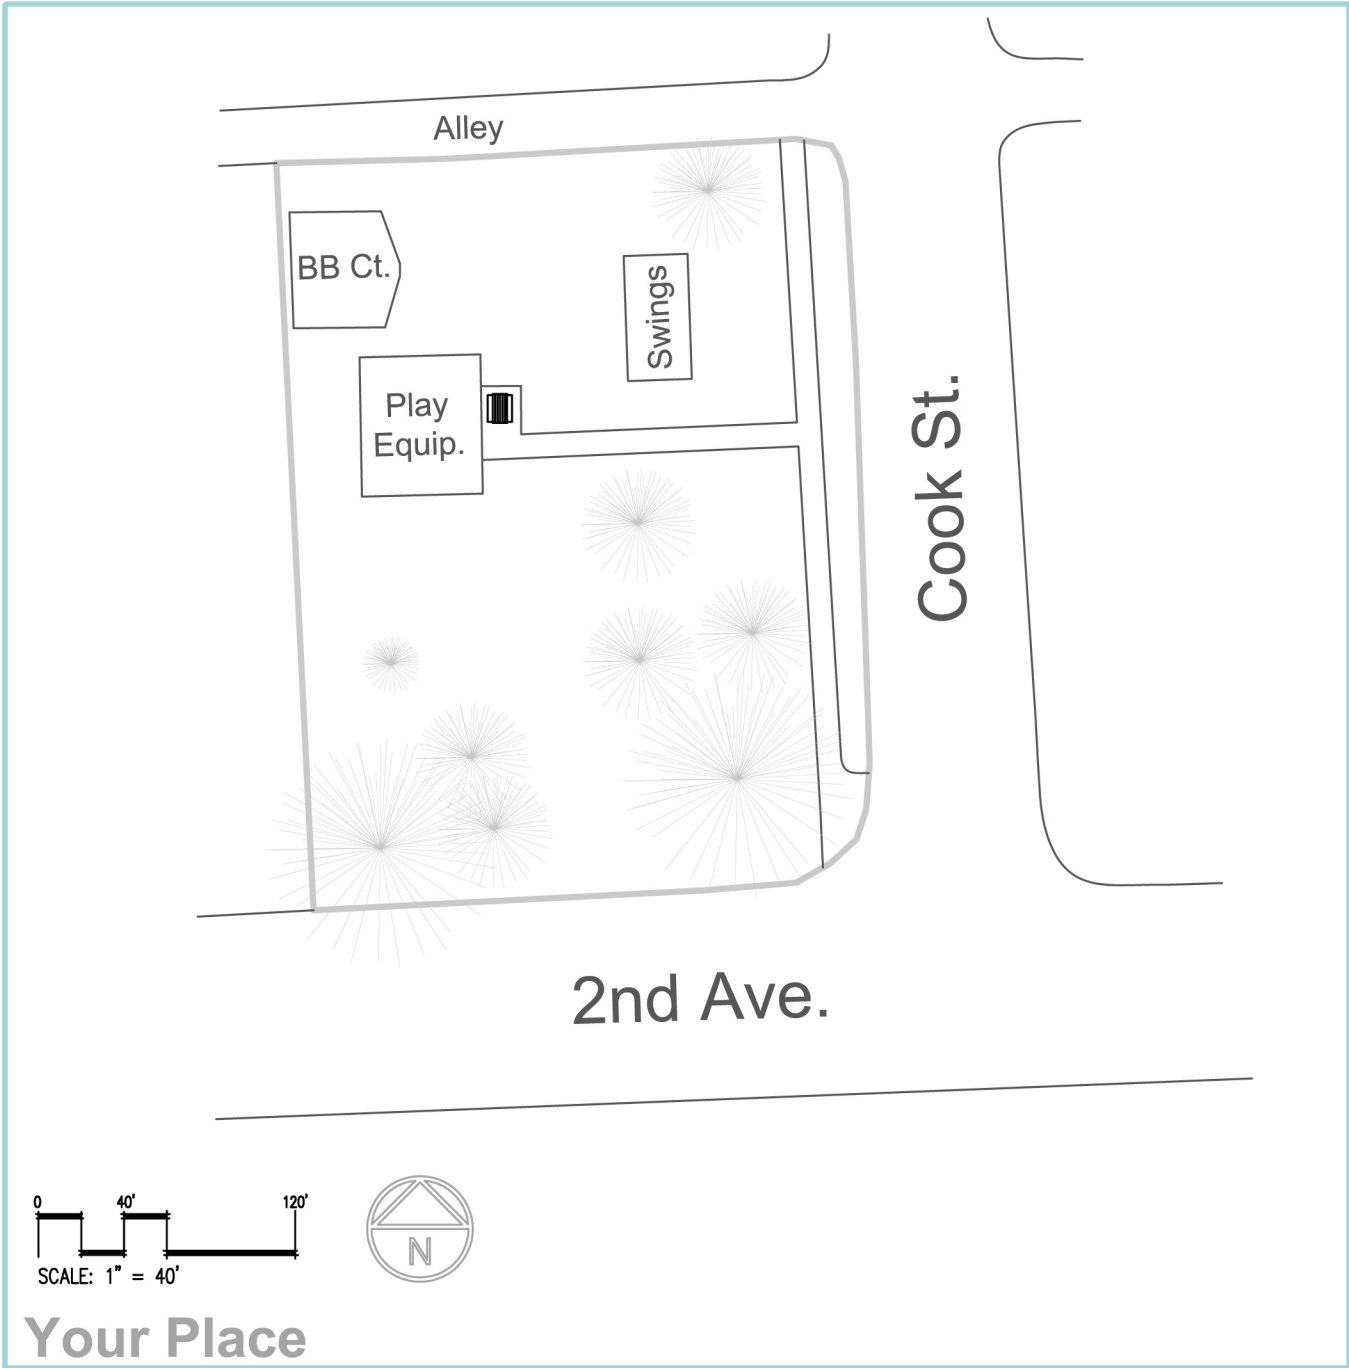 Alley
BB Ct.
Swings
Play
Equip.
Cook St.
2nd Ave.
0 40' 120'
SCALE: 1" = 40'
N
Your Place